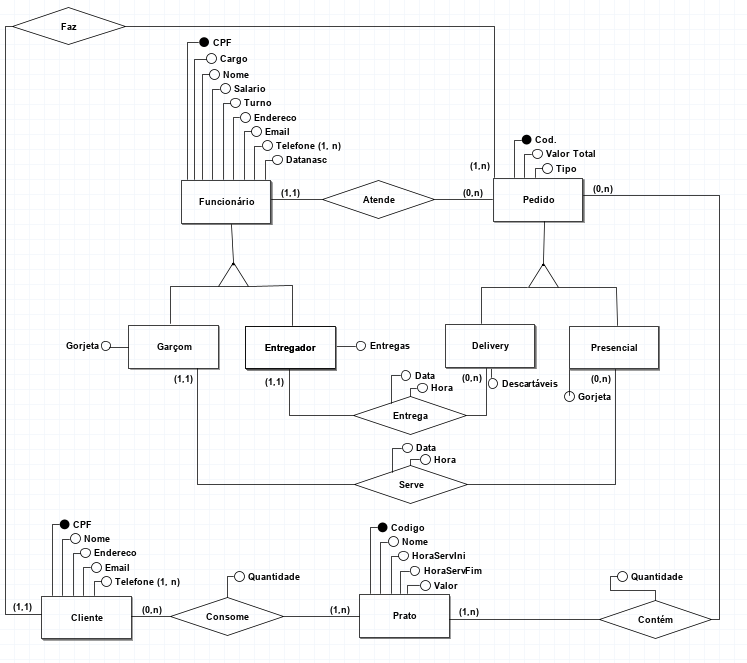 Faz
CPF
Cargo
Nome
Salario
Turno
Endereco
Email
Telefone (1, n)
Datanasc
Cod.
Valor Total
Tipo
(1,n)
Funcionário
(1,1)
Atende
(0,n)
Pedido
(0,n)
Gorjeta
Garçom
Entregador
Entregas
Delivery
Presencial
(1,1)
(1,1)
Data
Hora
(0,n)
Descartáveis
(0,n)
Gorjeta
Entrega
Data
Hora
Serve
CPF
Nome
Endereco
Email
Telefone (1, n)
Codigo
Nome
HoraServIni
HoraServFim
Valor
Quantidade
Quantidade
(1,1)
Cliente
(0,n)
Consome
(1,n)
Prato
(1,n)
Contém